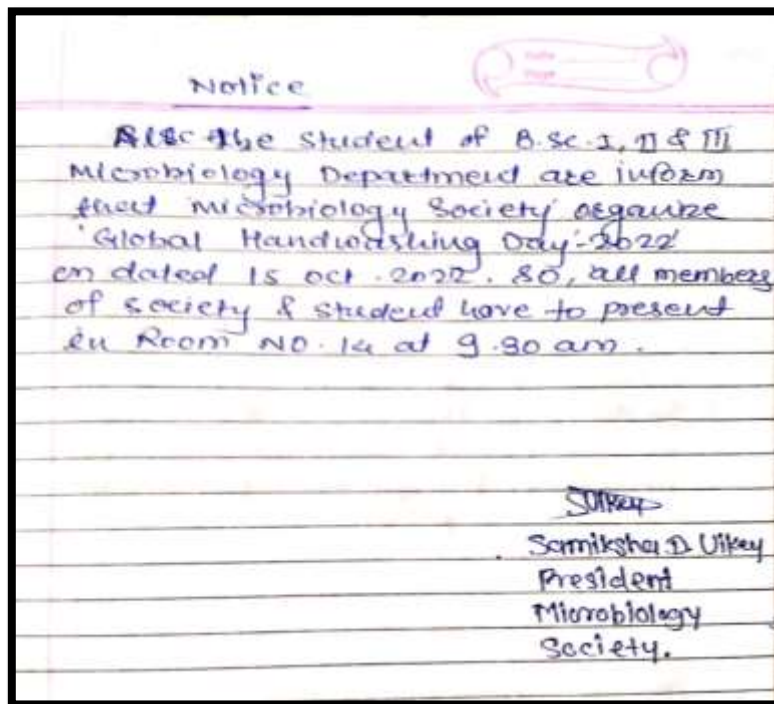 Notice
the student of B.Sc. I, II & III
Microbiology Department are inform
that Microbiology Society organize
'Global Handwashing Day'-2022
on dated 15 oct. 2022. So, all members
of society & student have to present
in Room No. 14 at 9.30 am.
Samiksha D. Uikey
President
Microbiology
Society.